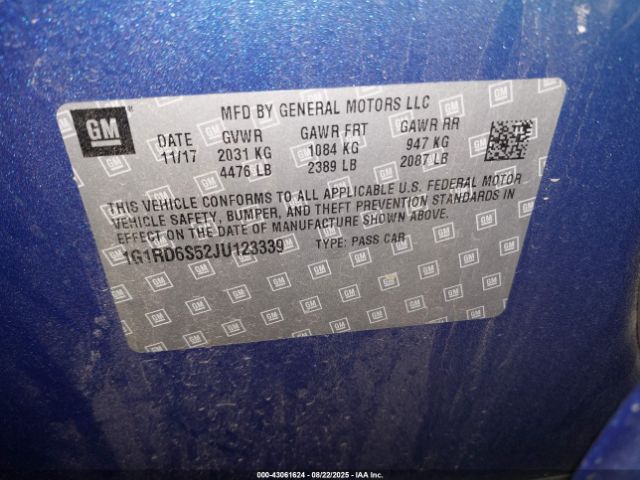 MFD BY GENERAL MOTORS LLC
GM
DATE GVWR GAWR FRT GAWR RR
11/17 2031 KG 1084 KG 947 KG
4476 LB 2389 LB 2087 LB
THIS VEHICLE CONFORMS TO ALL APPLICABLE U.S. FEDERAL MOTOR
VEHICLE SAFETY, BUMPER, AND THEFT PREVENTION STANDARDS IN
EFFECT ON THE DATE OF MANUFACTURE SHOWN ABOVE.
1G1RD6S52JU123339 TYPE: PASS CAR
000-43061624 - 08/22/2025 - IAAI.COM